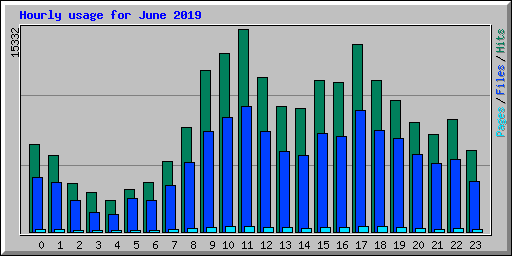 Hourly usage for June 2019
15332
Pages / Files / Hits
0 1 2 3 4 5 6 7 8 9 10 11 12 13 14 15 16 17 18 19 20 21 22 23